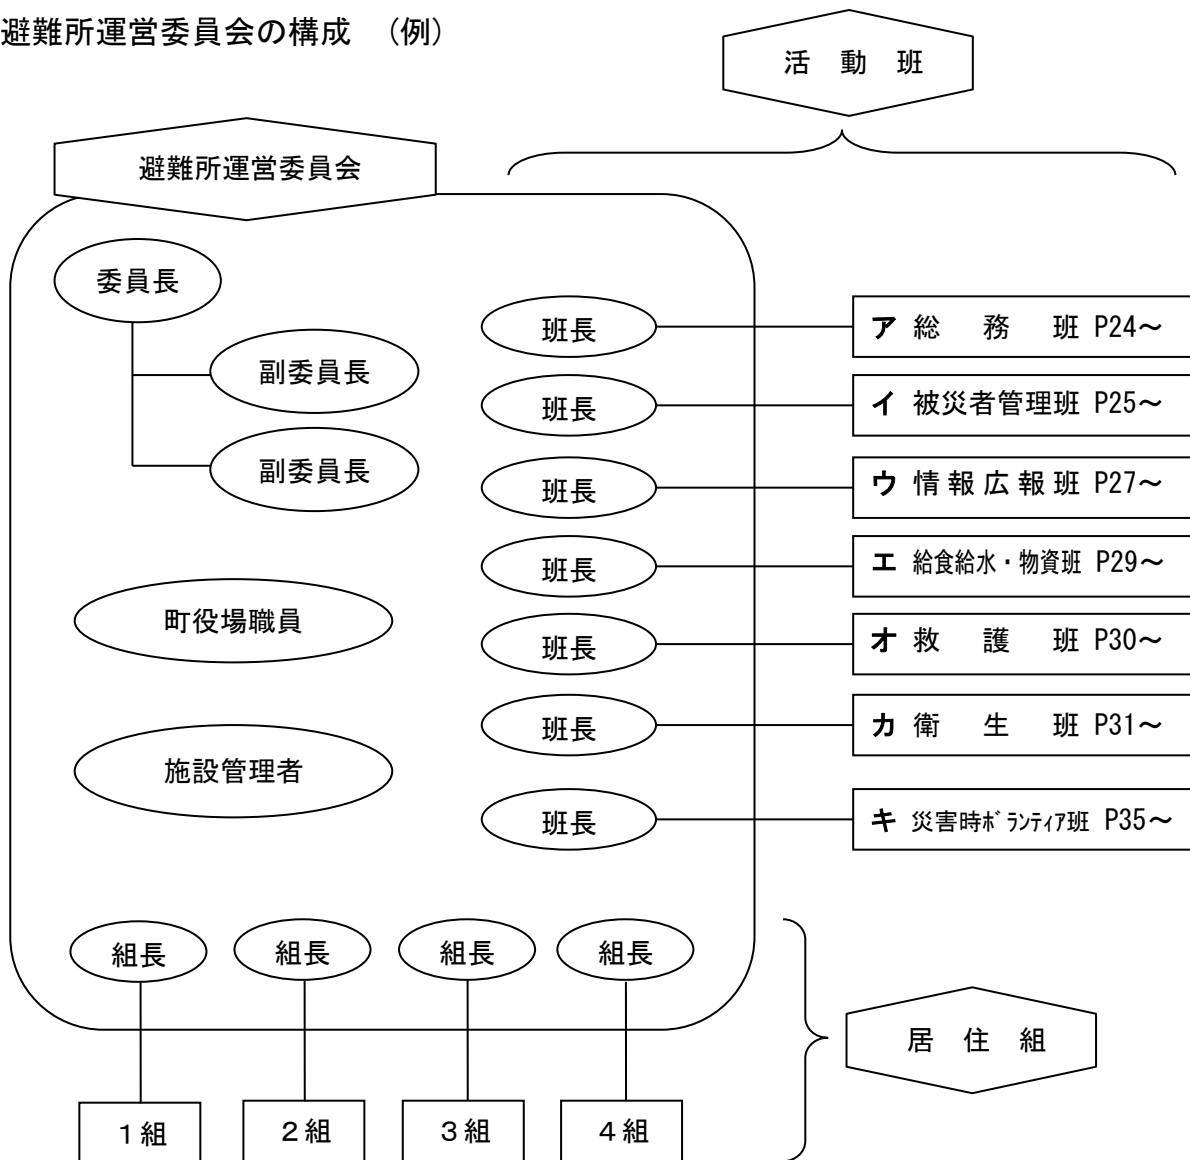 避難所運営委員会の構成 (例)
活 動 班
避難所運営委員会
委員長
副委員長
副委員長
町役場職員
施設管理者
班長
ア 総 務 班 P24～
班長
イ 被災者管理班 P25～
班長
ウ 情報広報班 P27～
班長
エ 給食給水・物資班 P29～
班長
オ 救 護 班 P30～
班長
カ 衛 生 班 P31～
班長
キ 災害時ﾎﾞﾗﾝﾃｨｱ班 P35～
組長
組長
組長
組長
居 住 組
１組
２組
３組
４組